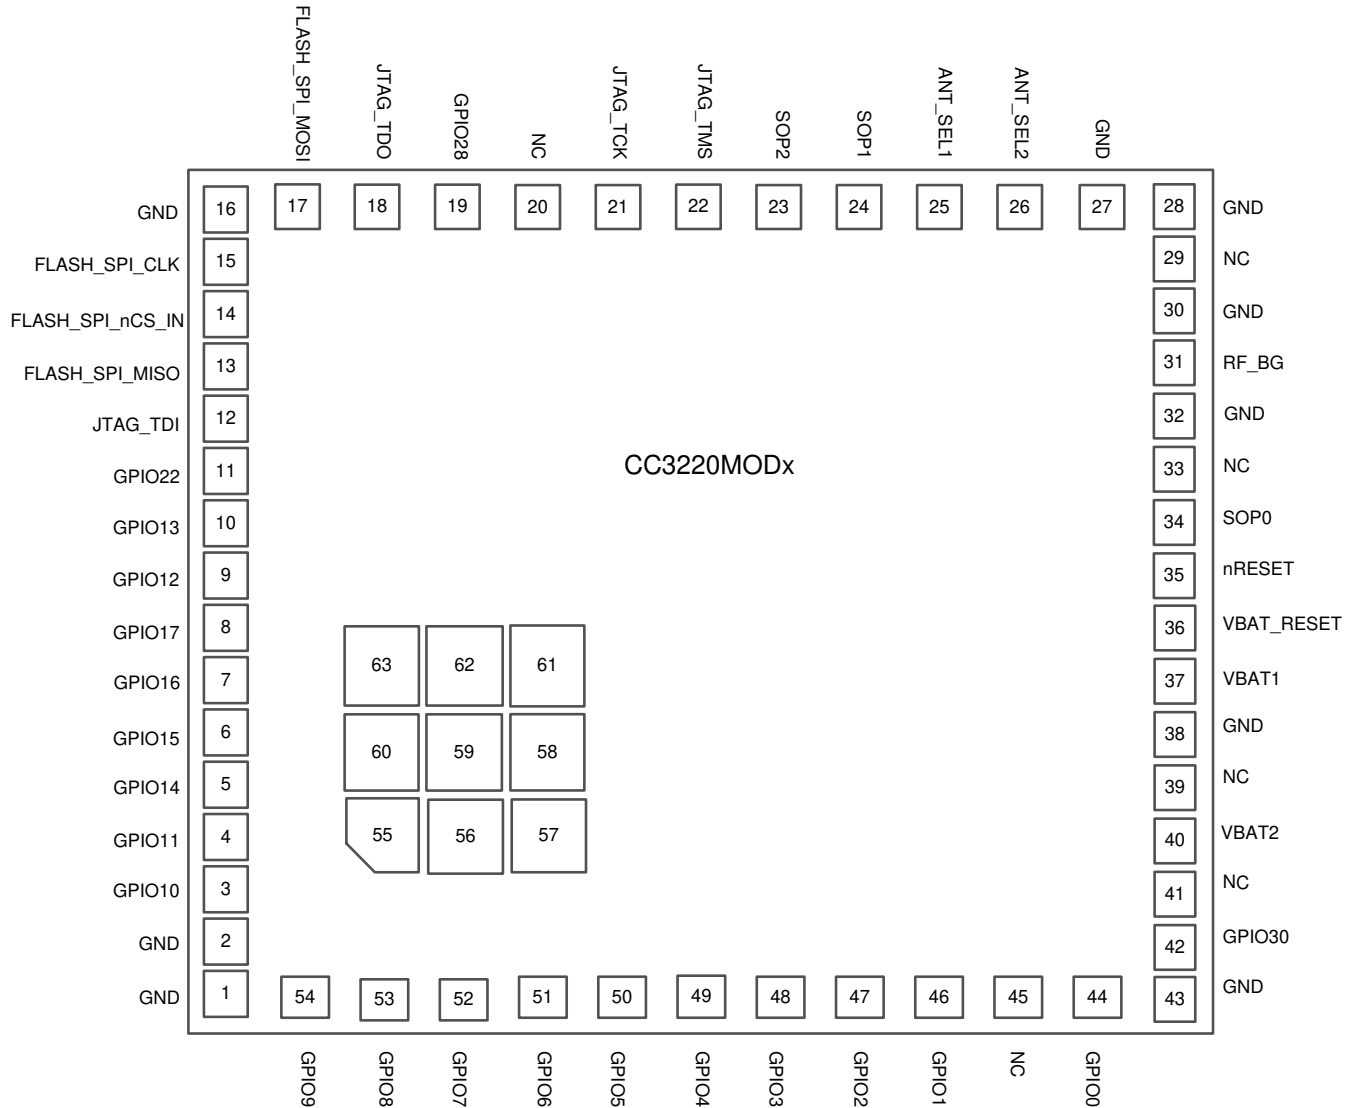 FLASH_SPI_MOSI
JTAG_TDO
GPIO28
NC
JTAG_TCK
JTAG_TMS
SOP2
SOP1
ANT_SEL1
ANT_SEL2
GND
GND 16 17 18 19 20 21 22 23 24 25 26 27 28 GND
FLASH_SPI_CLK 15 29 NC
FLASH_SPI_nCS_IN 14 30 GND
FLASH_SPI_MISO 13 31 RF_BG
JTAG_TDI 12 32 GND
CC3220MODx
GPIO22 11 33 NC
GPIO13 10 34 SOP0
GPIO12 9 35 nRESET
GPIO17 8 36 VBAT_RESET
GPIO16 7 63 62 61 37 VBAT1
GPIO15 6 60 59 58 38 GND
GPIO14 5 39 NC
GPIO11 4 55 56 57 40 VBAT2
GPIO10 3 41 NC
GND 2 42 GPIO30
GND 1 54 53 52 51 50 49 48 47 46 45 44 43 GND
GPIO9
GPIO8
GPIO7
GPIO6
GPIO5
GPIO4
GPIO3
GPIO2
GPIO1
NC
GPIO0